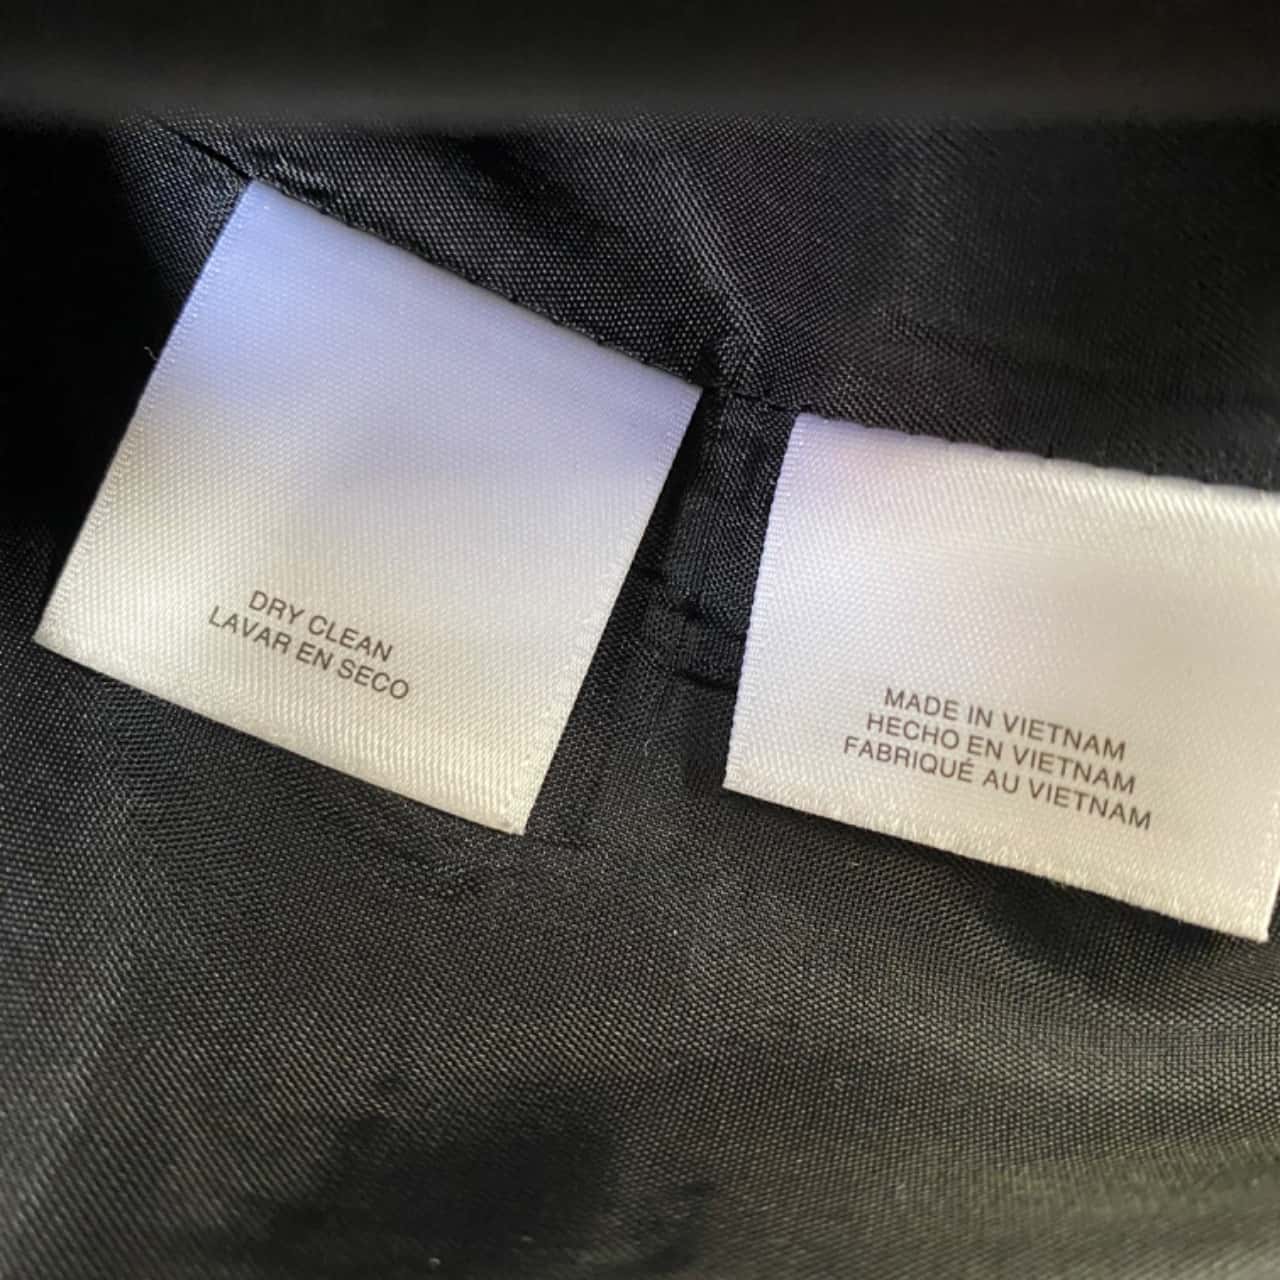 DRY CLEAN
LAVAR EN SECO
MADE IN VIETNAM
HECHO EN VIETNAM
FABRIQUÉ AU VIETNAM